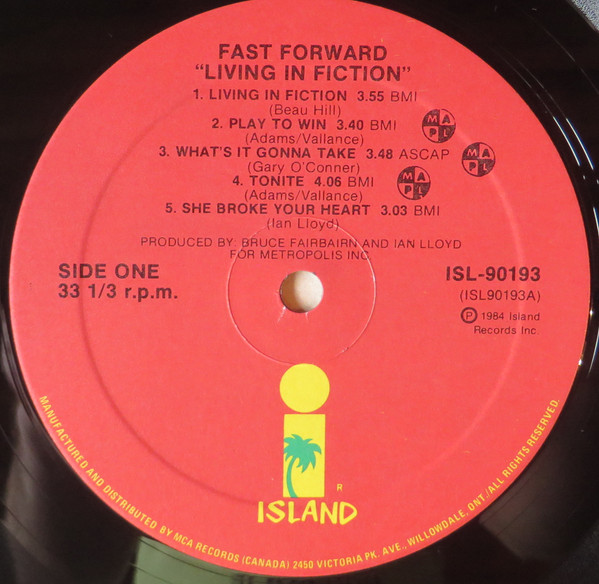 FAST FORWARD
"LIVING IN FICTION"
1. LIVING IN FICTION 3.55 BMI
(Beau Hill)
2. PLAY TO WIN 3.40 BMI
(Adams/Vallance)
MAPL
3. WHAT'S IT GONNA TAKE 3.48 ASCAP
(Gary O'Conner)
MAPL
4. TONITE 4.06 BMI
(Adams/Vallance)
MAPL
5. SHE BROKE YOUR HEART 3.03 BMI
(Ian Lloyd)
PRODUCED BY: BRUCE FAIRBAIRN AND IAN LLOYD
FOR METROPOLIS INC
SIDE ONE
33 1/3 r.p.m.
ISL-90193
(ISL90193A)
Ⓟ 1984 Island
Records Inc
R
ISLAND
MANUFACTURED AND DISTRIBUTED BY MCA RECORDS (CANADA) 2450 VICTORIA PK. AVE., WILLOWDALE, ONT./ALL RIGHTS RESERVED.